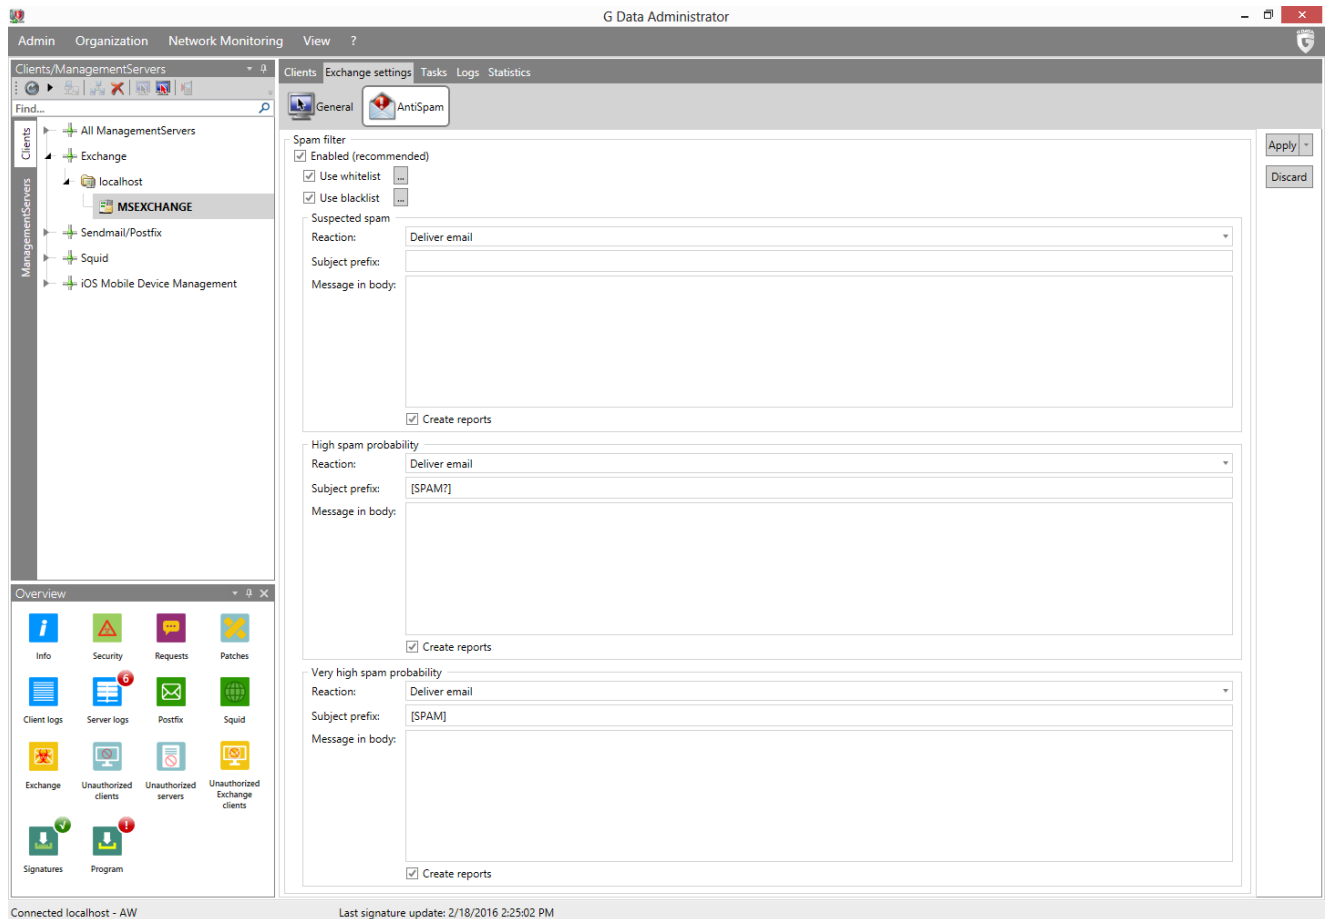 G Data Administrator
Admin Organization Network Monitoring View ?
Clients/ManagementServers
Find...
Clients
ManagementServers
All ManagementServers
Exchange
localhost
MSEXCHANGE
Sendmail/Postfix
Squid
iOS Mobile Device Management
Clients Exchange settings Tasks Logs Statistics
General AntiSpam
Spam filter
Enabled (recommended)
Use whitelist ...
Use blacklist ...
Suspected spam
Reaction: Deliver email
Subject prefix:
Message in body:
Create reports
High spam probability
Reaction: Deliver email
Subject prefix: [SPAM?]
Message in body:
Create reports
Very high spam probability
Reaction: Deliver email
Subject prefix: [SPAM]
Message in body:
Create reports
Apply
Discard
Overview
Info Security Requests Patches
6
Client logs Server logs Postfix Squid
Exchange Unauthorized clients Unauthorized servers Unauthorized Exchange clients
Signatures Program
Connected localhost - AW Last signature update: 2/18/2016 2:25:02 PM